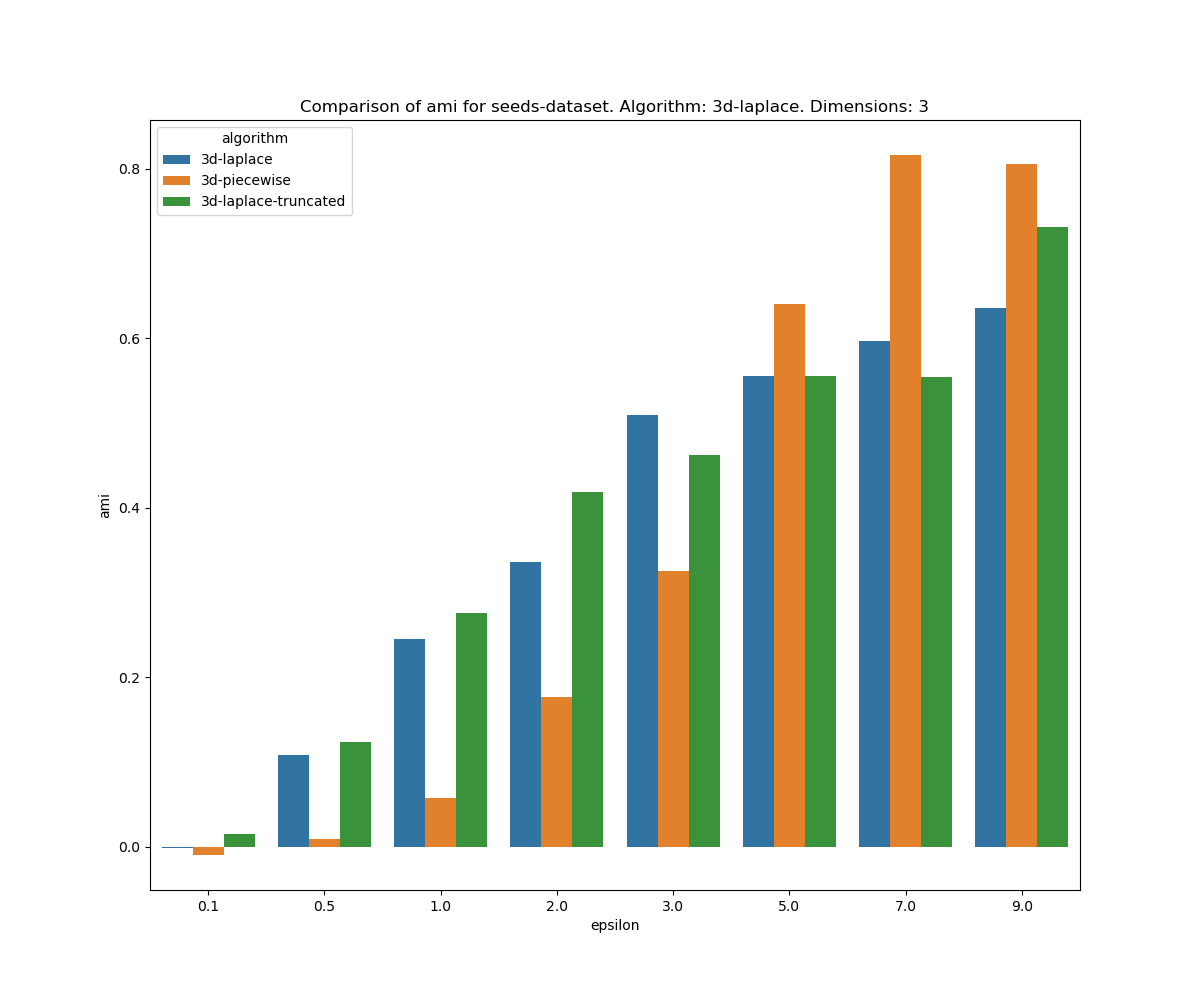 Comparison of ami for seeds-dataset. Algorithm: 3d-laplace. Dimensions: 3
algorithm
3d-laplace
3d-piecewise
3d-laplace-truncated
0.8
0.6
0.4
0.2
0.0
ami
0.1 0.5 1.0 2.0 3.0 5.0 7.0 9.0
epsilon